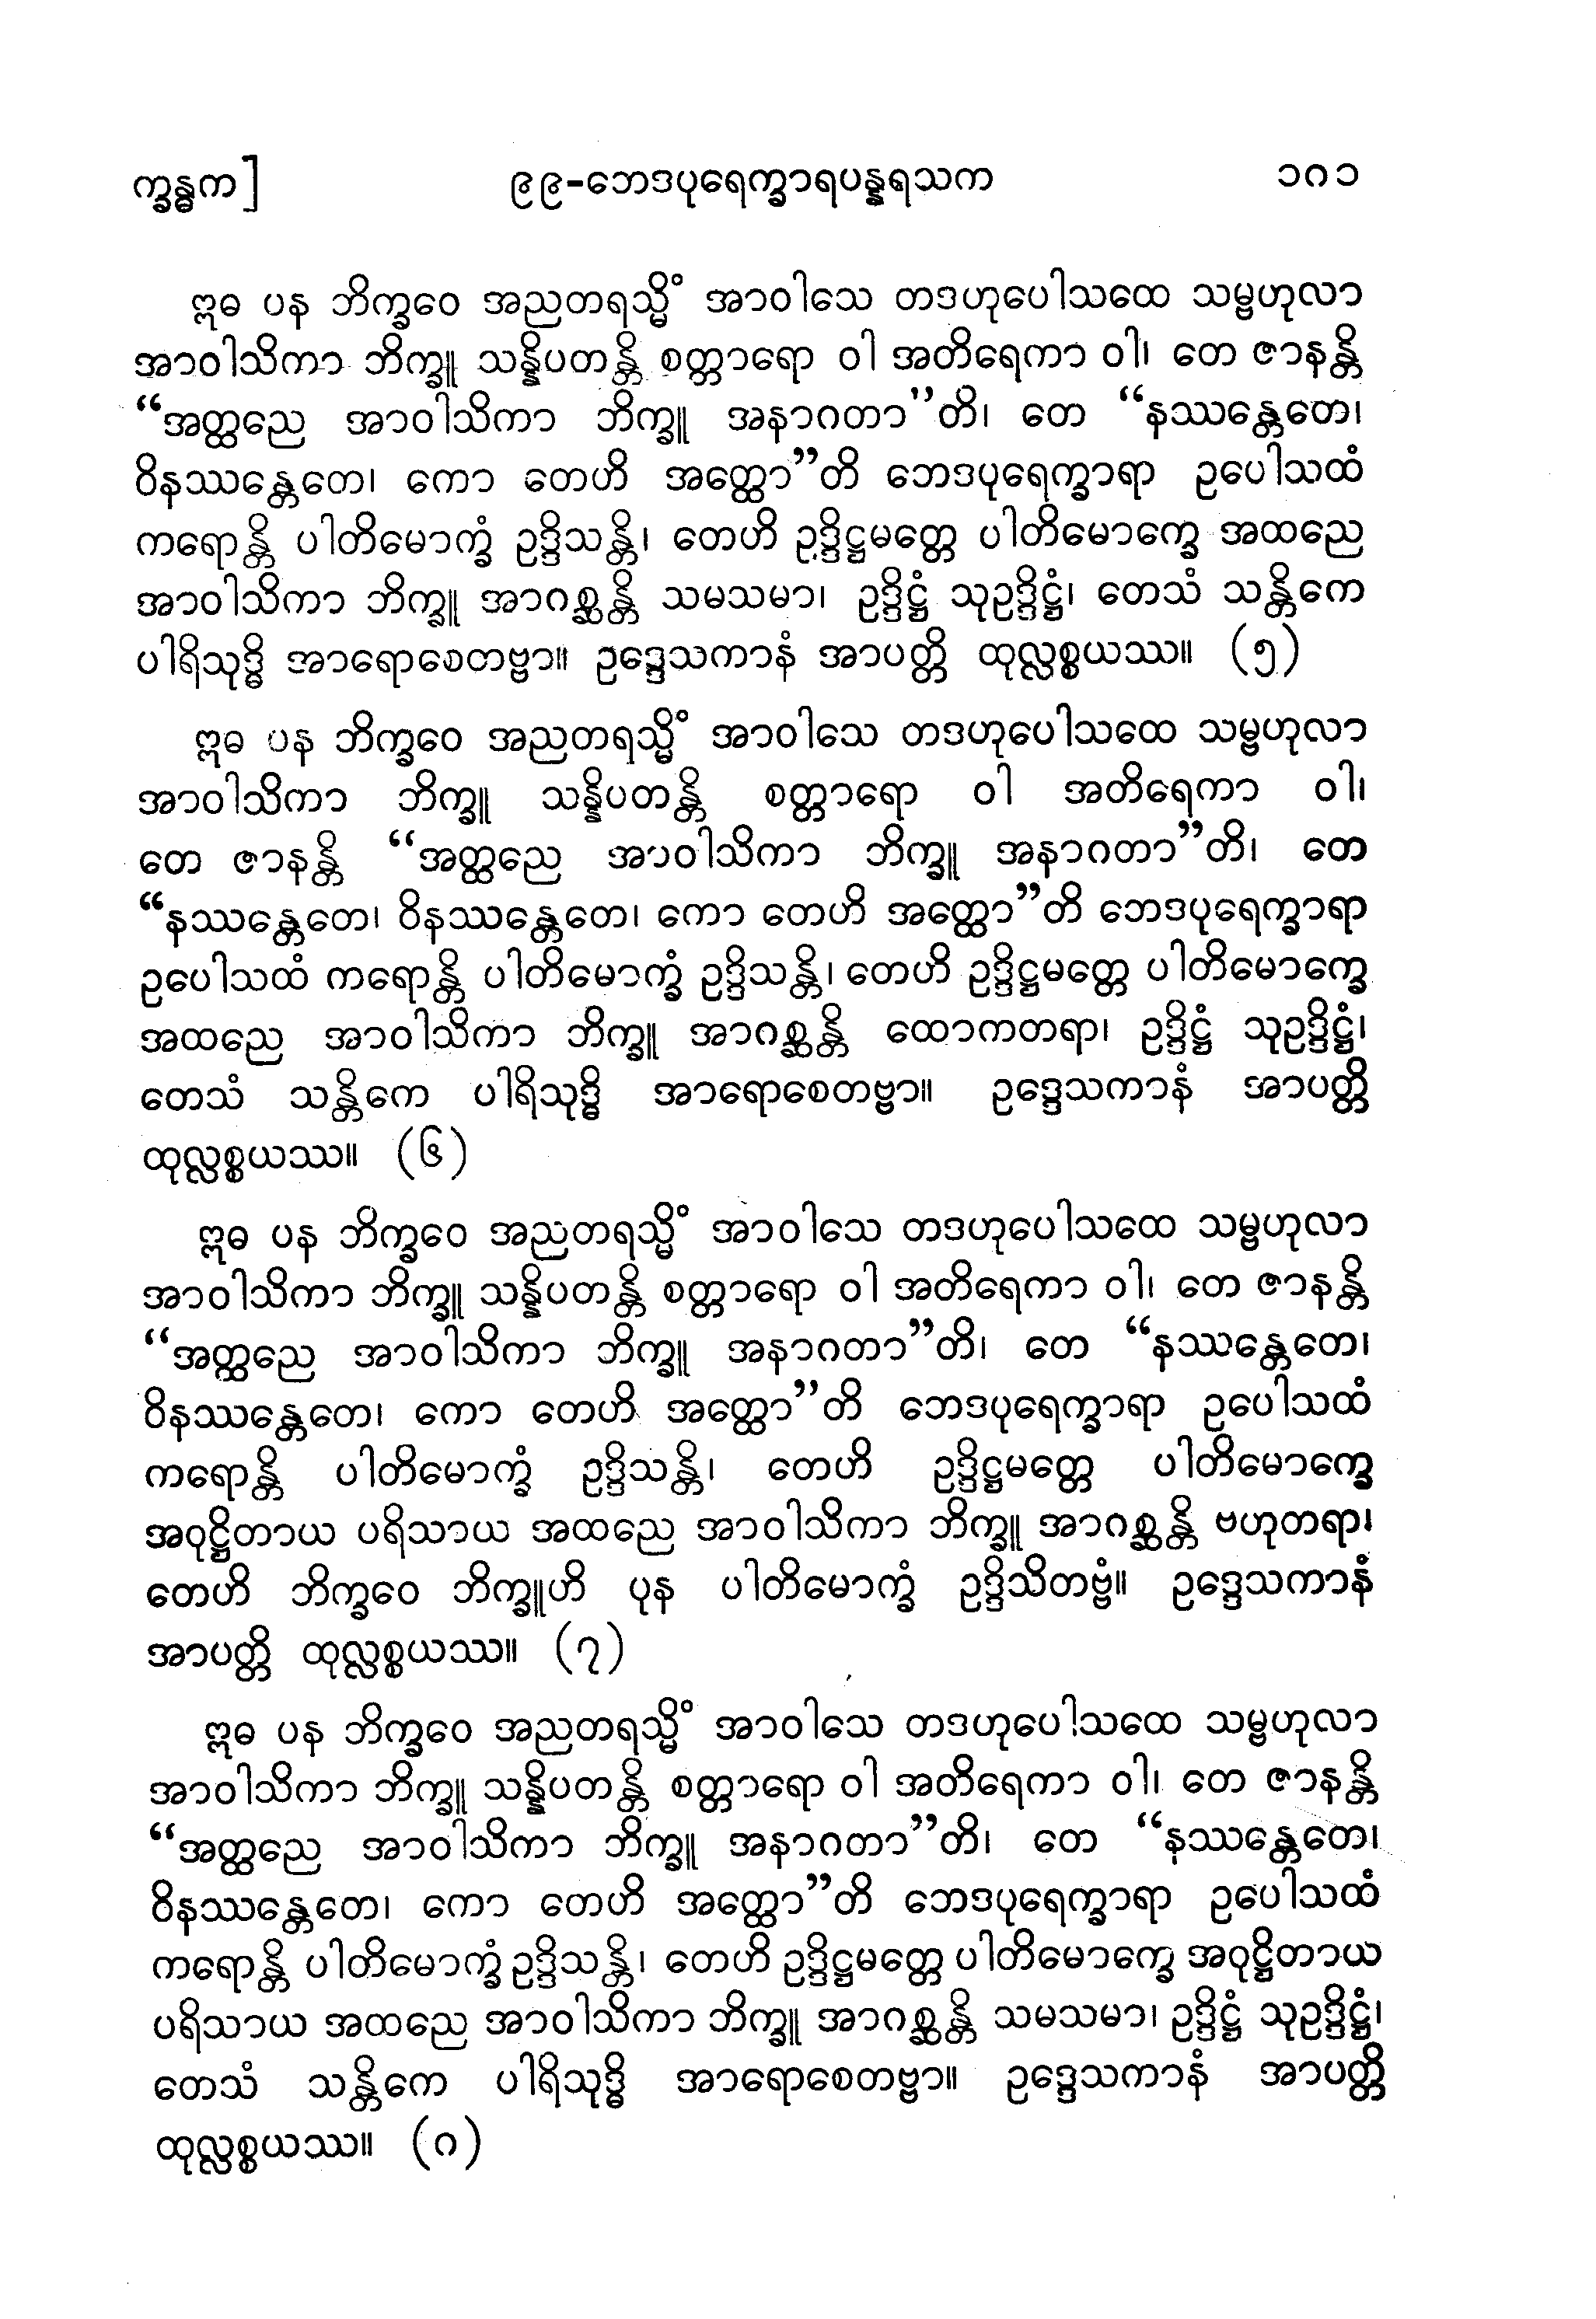 က္ခန္ဓက]	၉၉-ဘေဒပုရေက္ခာရပန္နရသက	၁၈၁
ဣဓ ပန ဘိက္ခဝေ အညတရသ္မိံ အာဝါသေ တဒဟုပေါသထေ သမ္ဗဟုလာ
အာဝါသိကာ ဘိက္ခူ သန္နိပတန္တိ စတ္တာရော ဝါ အတိရေကာ ဝါ၊ တေ ဇာနန္တိ
“အတ္ထညေ အာဝါသိကာ ဘိက္ခူ အနာဂတာ”တိ၊ တေ “နဿန္တေတေ၊
ဝိနဿန္တေတေ၊ ကော တေဟိ အတ္ထော”တိ ဘေဒပုရေက္ခာရာ ဥပေါသထံ
ကရောန္တိ ပါတိမောက္ခံ ဥဒ္ဒိသန္တိ၊ တေဟိ ဥဒ္ဒိဋ္ဌမတ္တေ ပါတိမောက္ခေ အထညေ
အာဝါသိကာ ဘိက္ခူ အာဂစ္ဆန္တိ သမသမာ၊ ဥဒ္ဒိဋ္ဌံ သုဥဒ္ဒိဋ္ဌံ၊ တေသံ သန္တိကေ
ပါရိသုဒ္ဓိ အာရောစေတဗ္ဗာ။ ဥဒ္ဒေသကာနံ အာပတ္တိ ထုလ္လစ္စယဿ။ (၅)
ဣဓ ပန ဘိက္ခဝေ အညတရသ္မိံ အာဝါသေ တဒဟုပေါသထေ သမ္ဗဟုလာ
အာဝါသိကာ ဘိက္ခူ သန္နိပတန္တိ စတ္တာရော ဝါ အတိရေကာ ဝါ၊
တေ ဇာနန္တိ “အတ္ထညေ အာဝါသိကာ ဘိက္ခူ အနာဂတာ”တိ၊ တေ
“နဿန္တေတေ၊ ဝိနဿန္တေတေ၊ ကော တေဟိ အတ္ထော”တိ ဘေဒပုရေက္ခာရာ
ဥပေါသထံ ကရောန္တိ ပါတိမောက္ခံ ဥဒ္ဒိသန္တိ၊ တေဟိ ဥဒ္ဒိဋ္ဌမတ္တေ ပါတိမောက္ခေ
အထညေ အာဝါသိကာ ဘိက္ခူ အာဂစ္ဆန္တိ ထောကတရာ၊ ဥဒ္ဒိဋ္ဌံ သုဥဒ္ဒိဋ္ဌံ၊
တေသံ သန္တိကေ ပါရိသုဒ္ဓိ အာရောစေတဗ္ဗာ။ ဥဒ္ဒေသကာနံ အာပတ္တိ
ထုလ္လစ္စယဿ။ (၆)
ဣဓ ပန ဘိက္ခဝေ အညတရသ္မိံ အာဝါသေ တဒဟုပေါသထေ သမ္ဗဟုလာ
အာဝါသိကာ ဘိက္ခူ သန္နိပတန္တိ စတ္တာရော ဝါ အတိရေကာ ဝါ၊ တေ ဇာနန္တိ
“အတ္ထညေ အာဝါသိကာ ဘိက္ခူ အနာဂတာ”တိ၊ တေ “နဿန္တေတေ၊
ဝိနဿန္တေတေ၊ ကော တေဟိ အတ္ထော”တိ ဘေဒပုရေက္ခာရာ ဥပေါသထံ
ကရောန္တိ ပါတိမောက္ခံ ဥဒ္ဒိသန္တိ၊ တေဟိ ဥဒ္ဒိဋ္ဌမတ္တေ ပါတိမောက္ခေ
အဝုဋ္ဌိတာယ ပရိသာယ အထညေ အာဝါသိကာ ဘိက္ခူ အာဂစ္ဆန္တိ ဗဟုတရာ၊
တေဟိ ဘိက္ခဝေ ဘိက္ခူဟိ ပုန ပါတိမောက္ခံ ဥဒ္ဒိသိတဗ္ဗံ။ ဥဒ္ဒေသကာနံ
အာပတ္တိ ထုလ္လစ္စယဿ။ (၇)
ဣဓ ပန ဘိက္ခဝေ အညတရသ္မိံ အာဝါသေ တဒဟုပေါသထေ သမ္ဗဟုလာ
အာဝါသိကာ ဘိက္ခူ သန္နိပတန္တိ စတ္တာရော ဝါ အတိရေကာ ဝါ၊ တေ ဇာနန္တိ
“အတ္ထညေ အာဝါသိကာ ဘိက္ခူ အနာဂတာ”တိ၊ တေ “နဿန္တေတေ၊
ဝိနဿန္တေတေ၊ ကော တေဟိ အတ္ထော”တိ ဘေဒပုရေက္ခာရာ ဥပေါသထံ
ကရောန္တိ ပါတိမောက္ခံ ဥဒ္ဒိသန္တိ၊ တေဟိ ဥဒ္ဒိဋ္ဌမတ္တေ ပါတိမောက္ခေ အဝုဋ္ဌိတာယ
ပရိသာယ အထညေ အာဝါသိကာ ဘိက္ခူ အာဂစ္ဆန္တိ သမသမာ၊ ဥဒ္ဒိဋ္ဌံ သုဥဒ္ဒိဋ္ဌံ၊
တေသံ သန္တိကေ ပါရိသုဒ္ဓိ အာရောစေတဗ္ဗာ။ ဥဒ္ဒေသကာနံ အာပတ္တိ
ထုလ္လစ္စယဿ။ (၈)